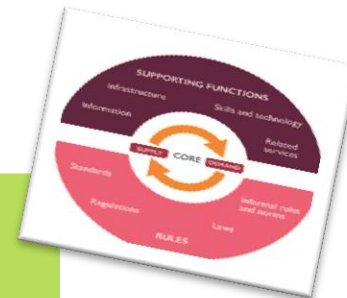 SUPPORTING FUNCTIONS
Infrastructure
Skills and technology
Information
Related
services
SUPPLY
CORE
DEMAND
Standards
Informal rules
and norms
Regulations
Laws
RULES